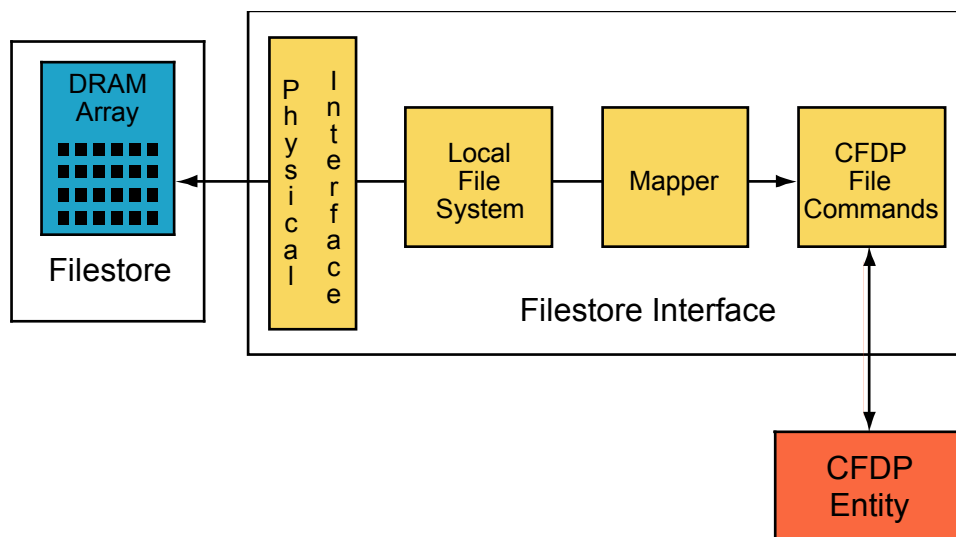 DRAM
Array
Filestore
Physical
Interface
Local
File
System
Mapper
CFDP
File
Commands
Filestore Interface
CFDP
Entity